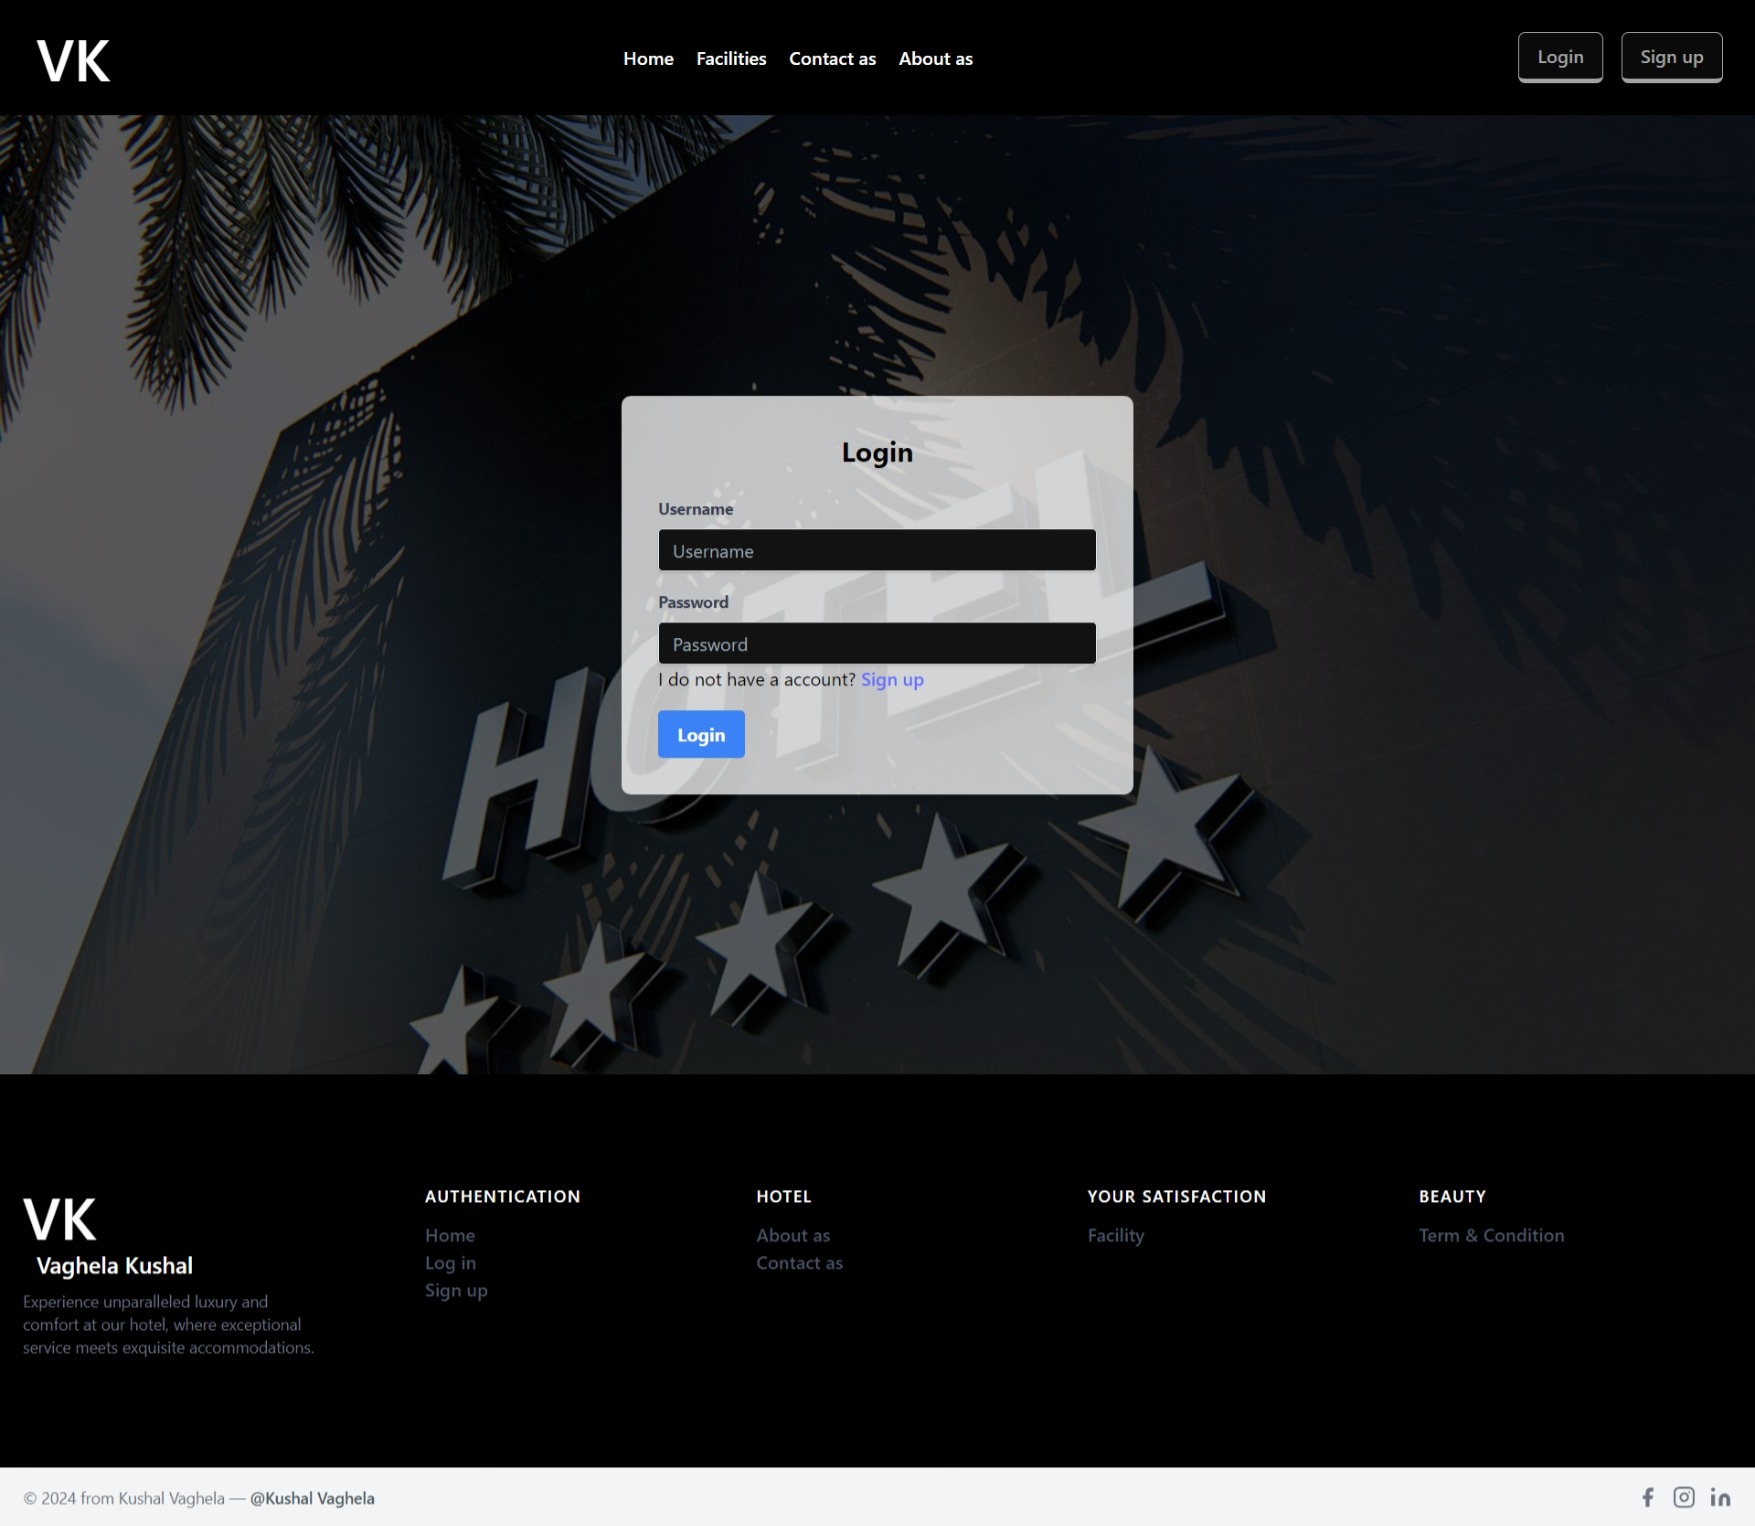 VK
Home Facilities Contact as About as
Login Sign up
Login
Username
Username
Password
Password
I do not have a account? Sign up
Login
HOTEL
VK
Vaghela Kushal
Experience unparalleled luxury and
comfort at our hotel, where exceptional
service meets exquisite accommodations.
AUTHENTICATION
Home
Log in
Sign up
HOTEL
About as
Contact as
YOUR SATISFACTION
Facility
BEAUTY
Term & Condition
© 2024 from Kushal Vaghela — @Kushal Vaghela